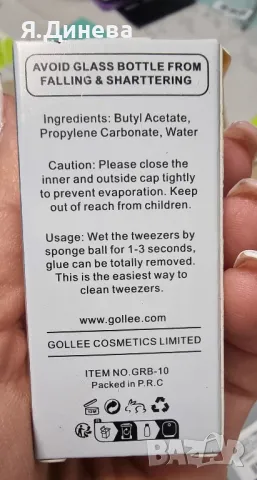 Я.Динева
AVOID GLASS BOTTLE FROM
FALLING & SHARTTERING
Ingredients: Butyl Acetate,
Propylene Carbonate, Water
Caution: Please close the
inner and outside cap tightly
to prevent evaporation. Keep
out of reach from children.
Usage: Wet the tweezers by
sponge ball for 1-3 seconds,
glue can be totally removed.
This is the easiest way to
clean tweezers.
www.gollee.com
GOLLEE COSMETICS LIMITED
ITEM NO.GRB-10
Packed in P.R.C
12M
bazar